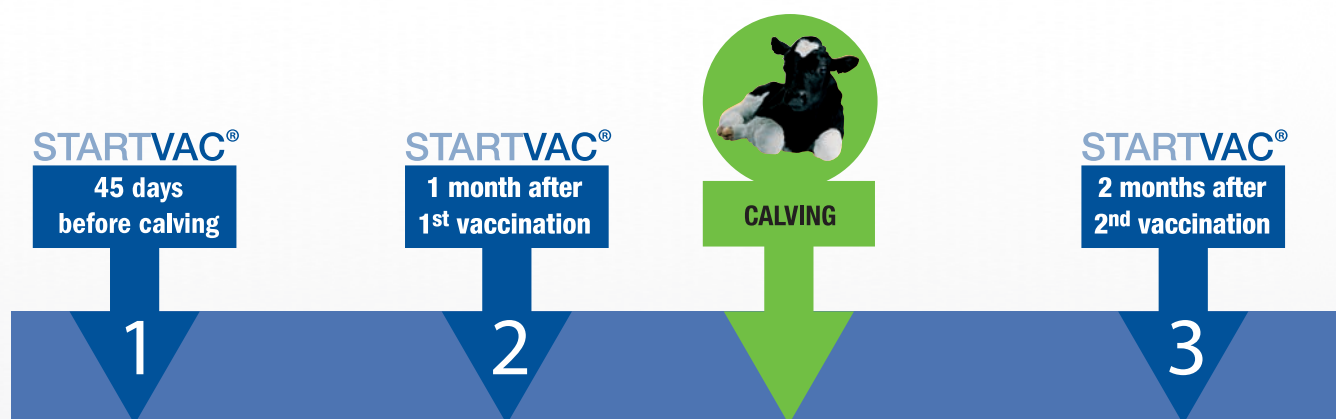 STARTVAC®
45 days
before calving
1
STARTVAC®
1 month after
1st vaccination
2
CALVING
STARTVAC®
2 months after
2nd vaccination
3